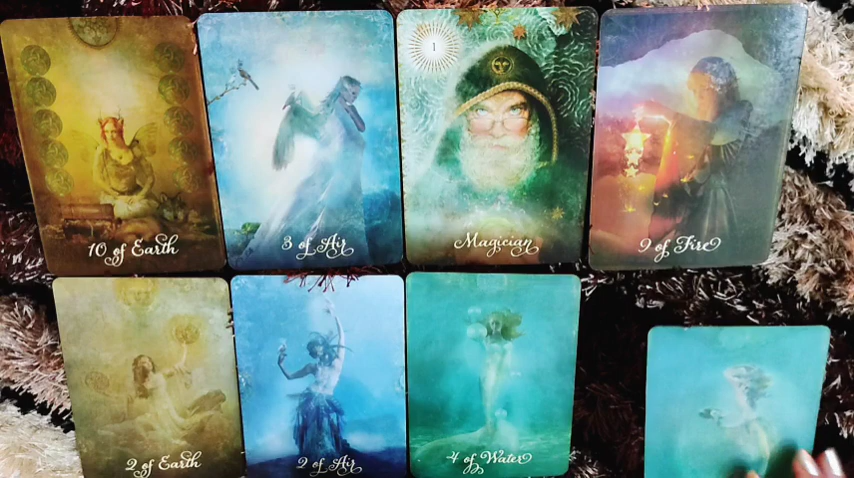 10 of Earth
3 of Air
1
Magician
9 of Fire
2 of Earth
2 of Air
4 of Water